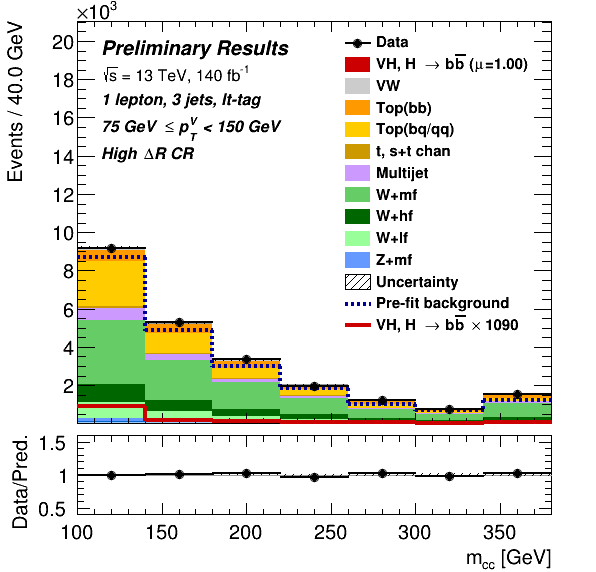 ×10³
Events / 40.0 GeV
20
18
16
14
12
10
8
6
4
2
Preliminary Results
√s = 13 TeV, 140 fb⁻¹
1 lepton, 3 jets, lt-tag
75 GeV ≤ p_T^V < 150 GeV
High ΔR CR
Data
VH, H → bb̅ (μ=1.00)
VW
Top(bb)
Top(bq/qq)
t, s+t chan
Multijet
W+mf
W+hf
W+lf
Z+mf
Uncertainty
Pre-fit background
VH, H → bb̅ × 1090
Data/Pred.
1.5
1
0.5
100 150 200 250 300 350
m_cc [GeV]